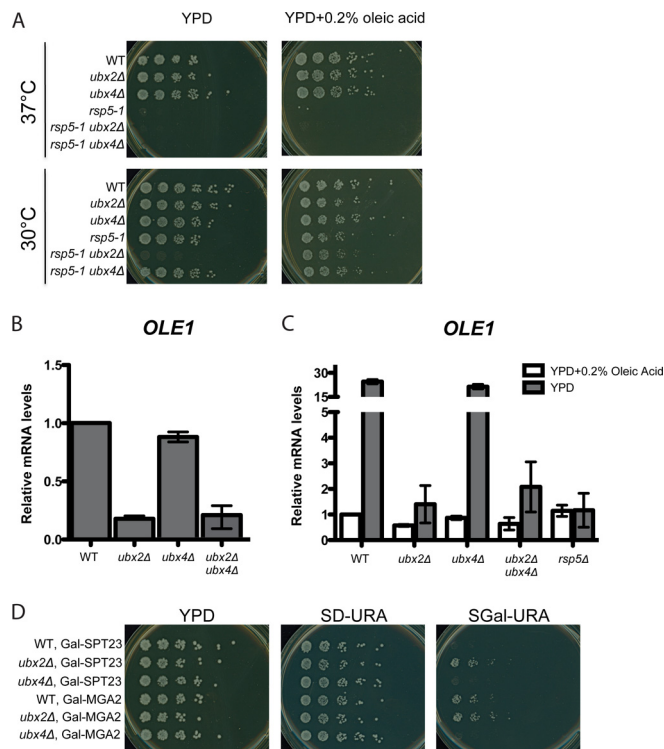 A
YPD
YPD+0.2% oleic acid
37°C
WT
ubx2Δ
ubx4Δ
rsp5-1
rsp5-1 ubx2Δ
rsp5-1 ubx4Δ
30°C
WT
ubx2Δ
ubx4Δ
rsp5-1
rsp5-1 ubx2Δ
rsp5-1 ubx4Δ
B
OLE1
Relative mRNA levels
1.5
1.0
0.5
0.0
WT
ubx2Δ
ubx4Δ
ubx2Δ
ubx4Δ
C
OLE1
YPD+0.2% Oleic Acid
YPD
Relative mRNA levels
30
15
5
4
3
2
1
0
WT
ubx2Δ
ubx4Δ
ubx2Δ
ubx4Δ
rsp5Δ
D
YPD
SD-URA
SGal-URA
WT, Gal-SPT23
ubx2Δ, Gal-SPT23
ubx4Δ, Gal-SPT23
WT, Gal-MGA2
ubx2Δ, Gal-MGA2
ubx4Δ, Gal-MGA2